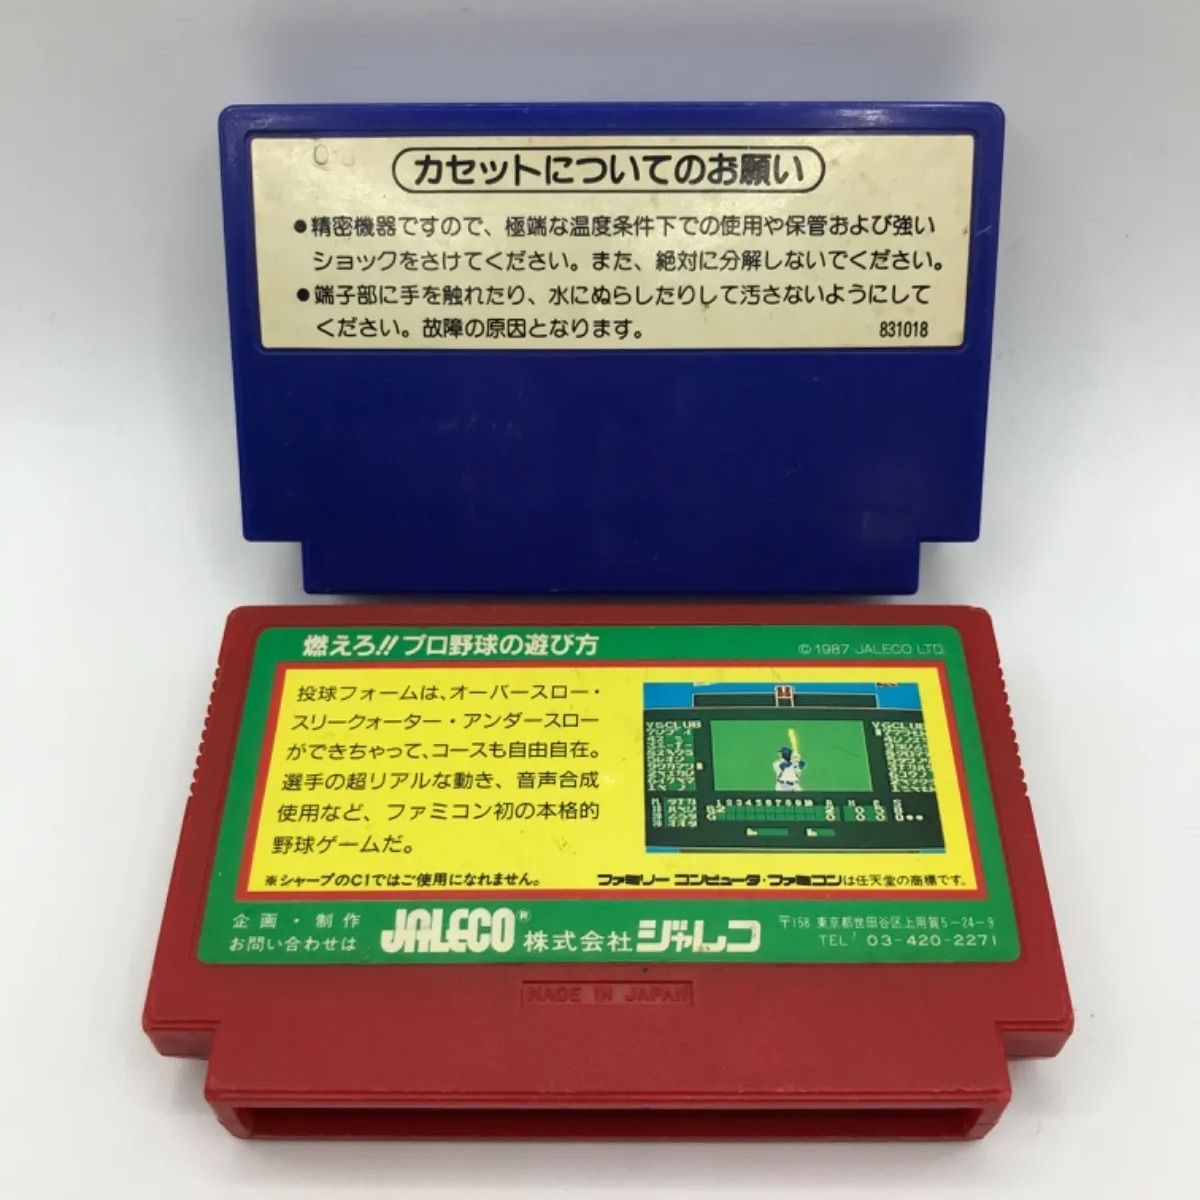 カセットについてのお願い
●精密機器ですので、極端な温度条件下での使用や保管および強い
ショックをさけてください。また、絶対に分解しないでください。
●端子部に手を触れたり、水にぬらしたりして汚さないようにして
ください。故障の原因となります。
831018
燃えろ!!プロ野球の遊び方
©1987 JALECO LTD.
投球フォームは、オーバースロー・
スリークォーター・アンダースロー
ができちゃって、コースも自由自在。
選手の超リアルな動き、音声合成
使用など、ファミコン初の本格的
野球ゲームだ。
YSCLUB
YGCLUB
1 2 3 4 5 6 7 8 9 10 R H E S
※シャープのC1ではご使用になれません。
ファミリー コンピュータ・ファミコンは任天堂の商標です。
企画・制作
お問い合わせは
JALECO® 株式会社ジャレコ
〒158 東京都世田谷区上用賀5-24-9
TEL 03-420-2271
MADE IN JAPAN